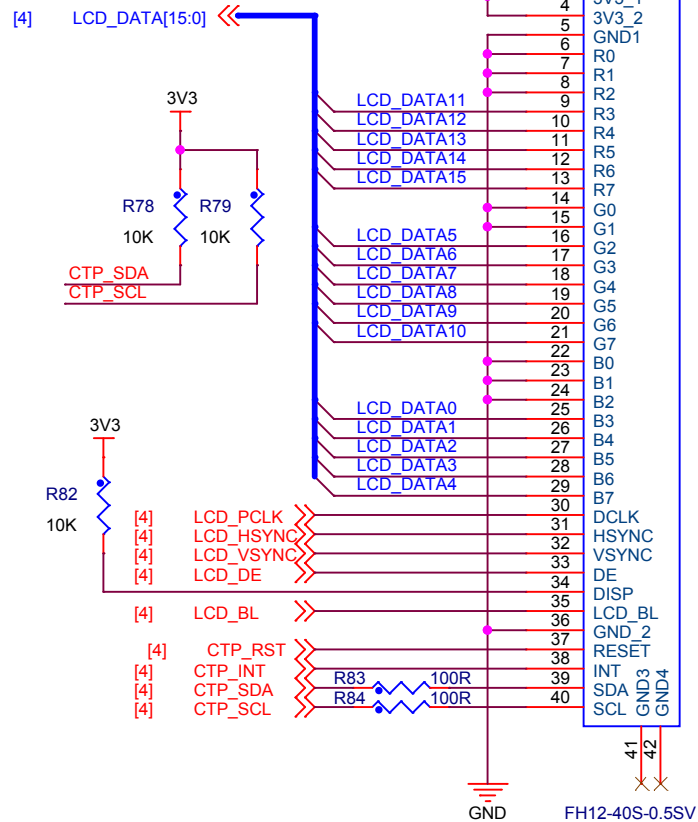 3V3_1
4
3V3_2
[4] LCD_DATA[15:0]
5
GND1
6
R0
7
R1
8
R2
LCD_DATA11 9
R3
3V3
LCD_DATA12 10
R4
LCD_DATA13 11
R5
LCD_DATA14 12
R6
LCD_DATA15 13
R7
R78 R79
14
G0
15
G1
10K 10K
LCD_DATA5 16
G2
LCD_DATA6 17
G3
CTP_SDA
LCD_DATA7 18
G4
CTP_SCL
LCD_DATA8 19
G5
LCD_DATA9 20
G6
LCD_DATA10 21
G7
22
B0
23
B1
24
B2
LCD_DATA0 25
B3
3V3
LCD_DATA1 26
B4
LCD_DATA2 27
B5
LCD_DATA3 28
B6
R82
LCD_DATA4 29
B7
10K
30
[4] LCD_PCLK DCLK
31
[4] LCD_HSYNC HSYNC
32
[4] LCD_VSYNC VSYNC
33
[4] LCD_DE DE
34
DISP
35
[4] LCD_BL LCD_BL
36
GND_2
37
[4] CTP_RST RESET
38
[4] CTP_INT INT
R83 100R 39
[4] CTP_SDA SDA
R84 100R 40
[4] CTP_SCL SCL
GND3
GND4
41
42
GND FH12-40S-0.5SV